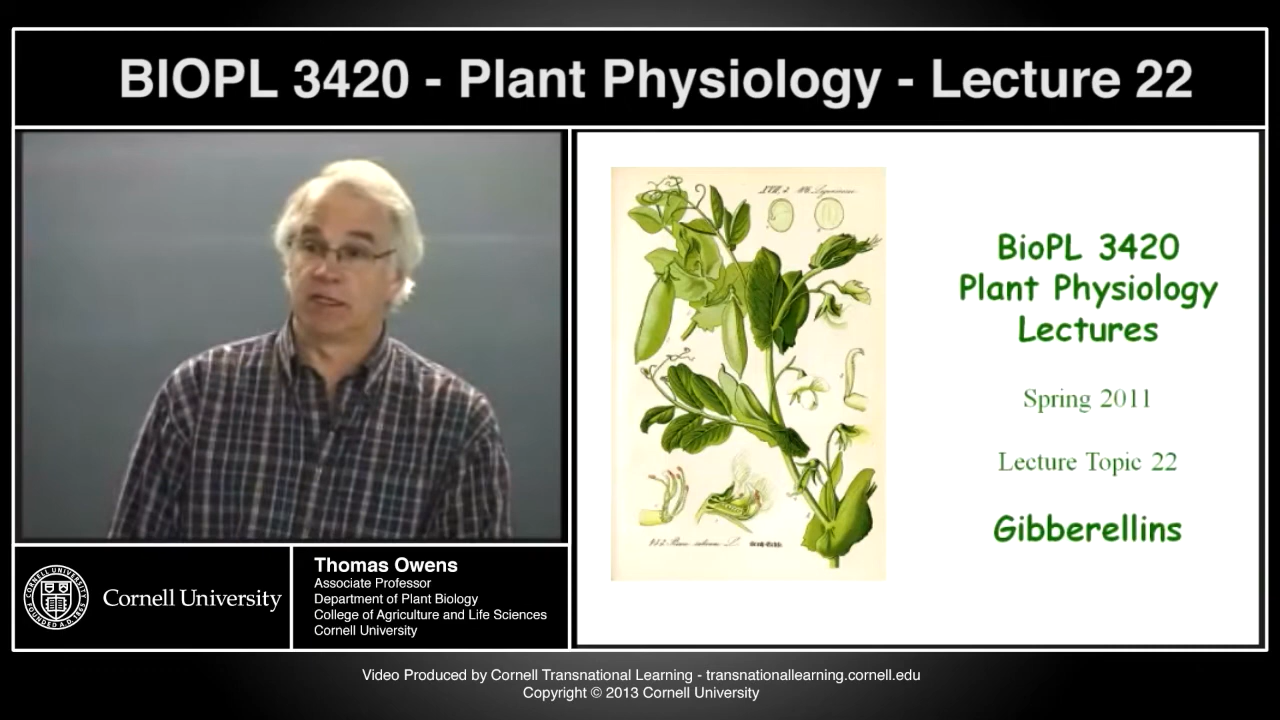 BIOPL 3420 - Plant Physiology - Lecture 22
BioPL 3420
Plant Physiology
Lectures
Spring 2011
Lecture Topic 22
Gibberellins
Cornell University
Thomas Owens
Associate Professor
Department of Plant Biology
College of Agriculture and Life Sciences
Cornell University
Video Produced by Cornell Transnational Learning - transnationallearning.cornell.edu
Copyright © 2013 Cornell University